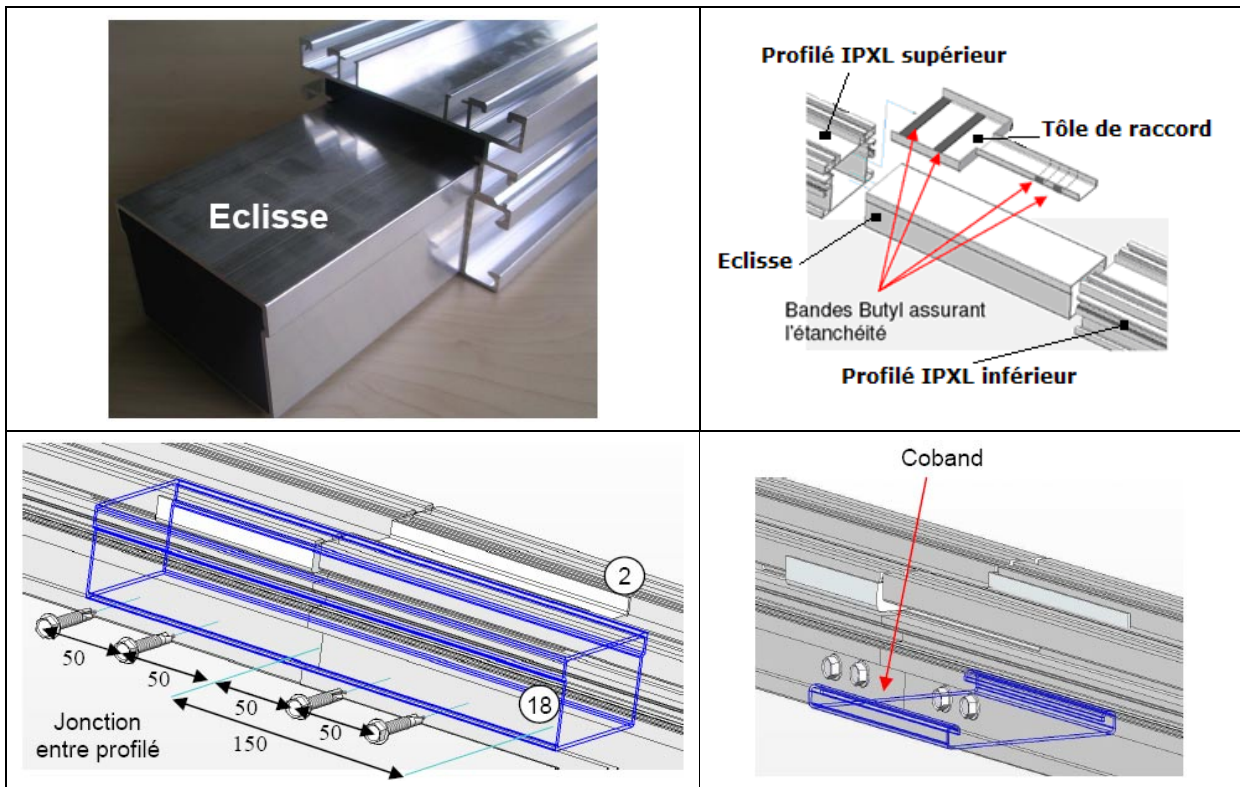 Eclisse
Profilé IPXL supérieur
Tôle de raccord
Eclisse
Bandes Butyl assurant
l'étanchéité
Profilé IPXL inférieur
2
50
50
50
50
18
150
Jonction
entre profilé
Coband